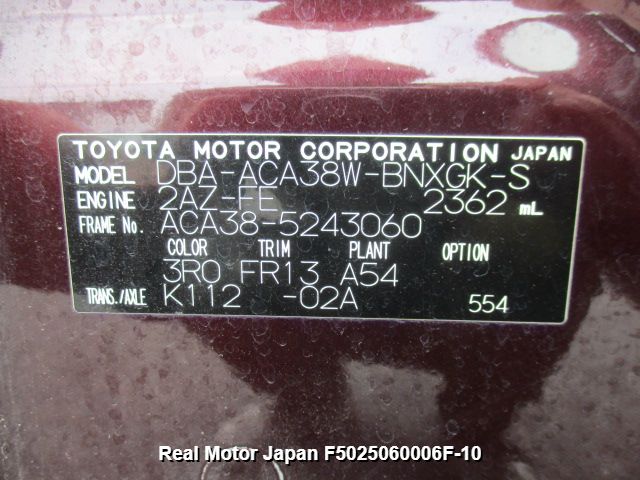 TOYOTA MOTOR CORPORATION JAPAN
MODEL DBA-ACA38W-BNXGK-S
ENGINE 2AZ-FE 2362 mL
FRAME No. ACA38-5243060
COLOR TRIM PLANT OPTION
3R0 FR13 A54
TRANS./AXLE K112 -02A 554
Real Motor Japan F5025060006F-10